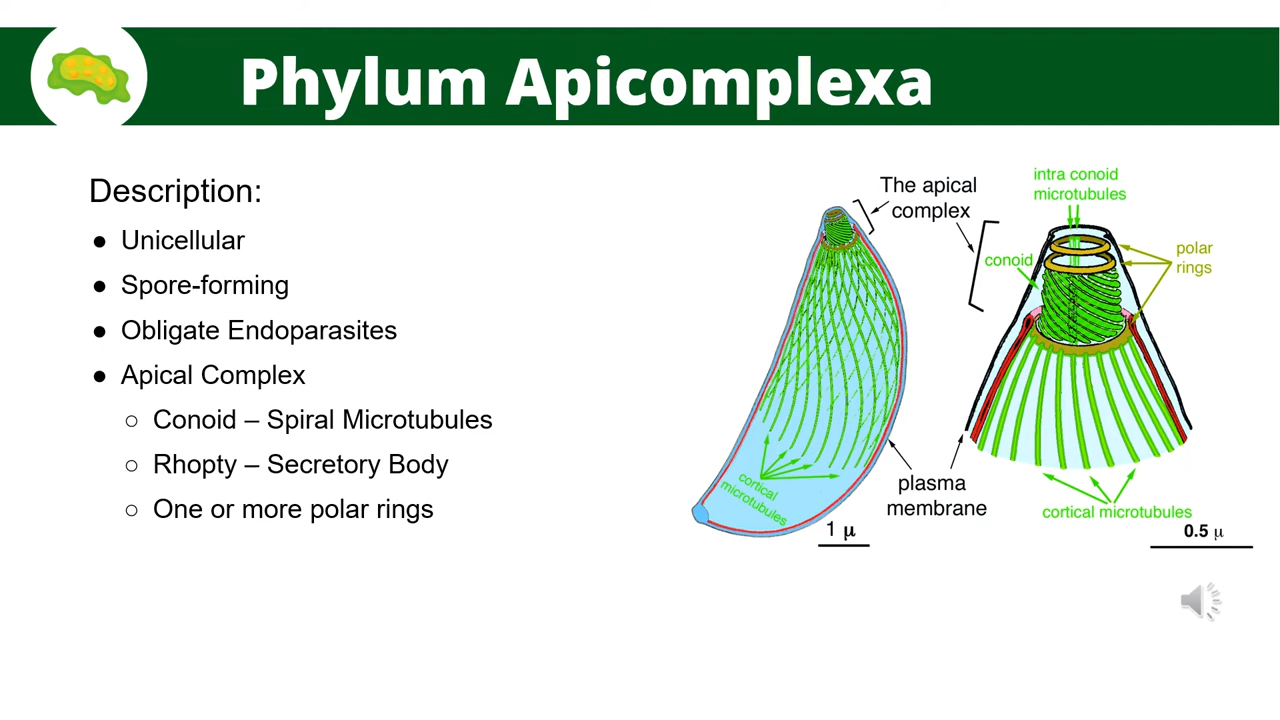 Phylum Apicomplexa
Description:
● Unicellular
● Spore-forming
● Obligate Endoparasites
● Apical Complex
○ Conoid – Spiral Microtubules
○ Rhopty – Secretory Body
○ One or more polar rings
The apical
complex
intra conoid
microtubules
conoid
polar
rings
cortical
microtubules
plasma
membrane
cortical microtubules
1 μ
0.5 μ